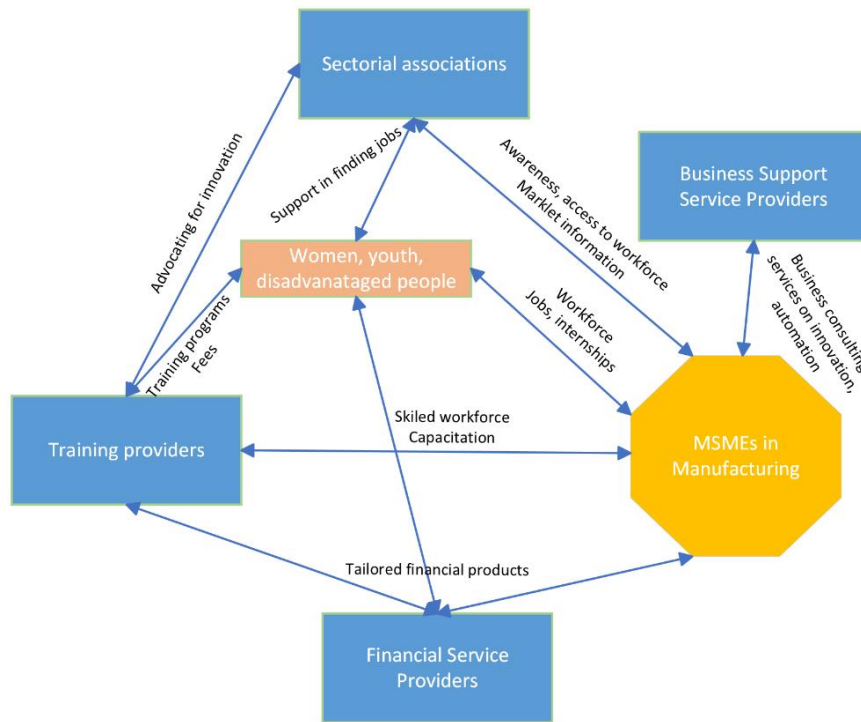 Sectorial associations
Business Support
Service Providers
Advocating for innovation
Support in finding jobs
Awareness, access to workforce
Marklet information
Women, youth,
disadvanataged people
Business consulting
services on innovation,
automation
Training programs
Fees
Workforce
Jobs, internships
Training providers
Skiled workforce
Capacitation
MSMEs in
Manufacturing
Tailored financial products
Financial Service
Providers